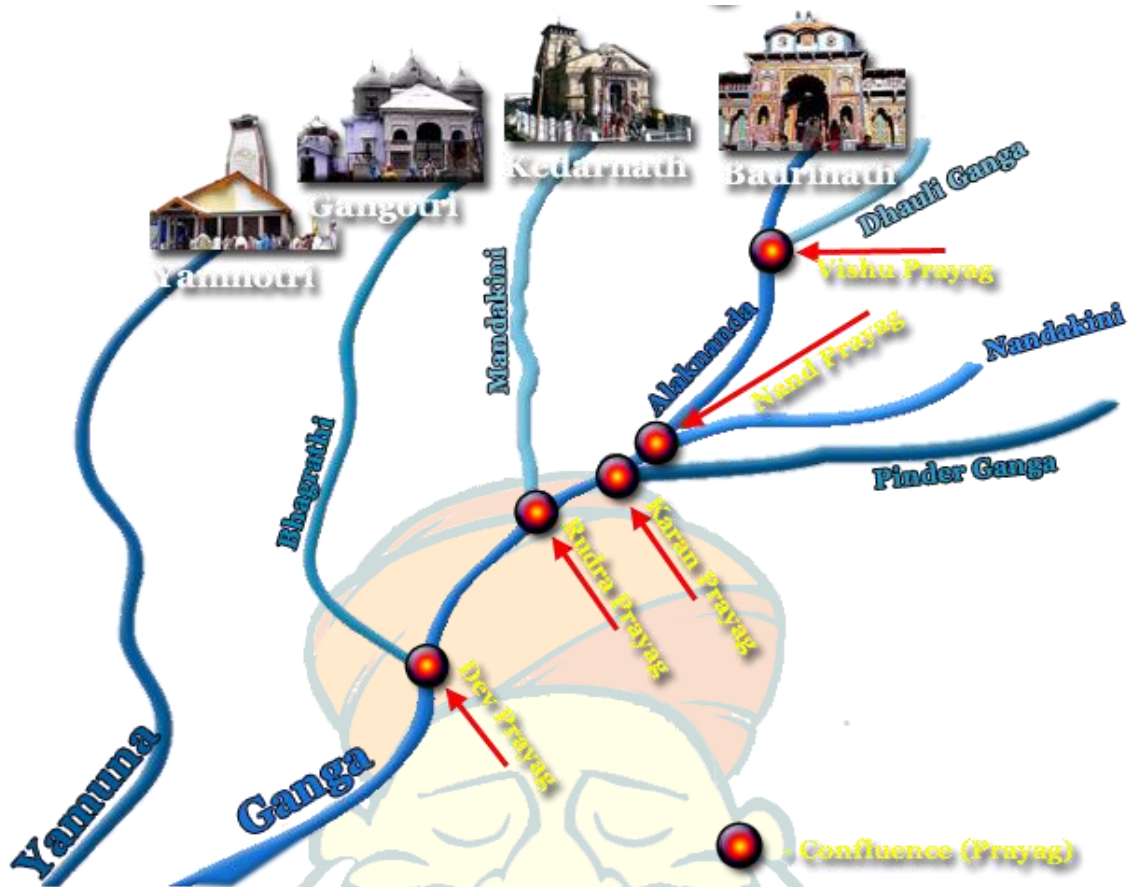 Kedarnath
Badrinath
Gangotri
Yamnotri
Dhauli Ganga
Vishu Prayag
Mandakini
Alaknanda
Nand Prayag
Nandakini
Bhagrathi
Pinder Ganga
Karan Prayag
Rudra Prayag
Dev Prayag
Yamuna
Ganga
- Confluence (Prayag)